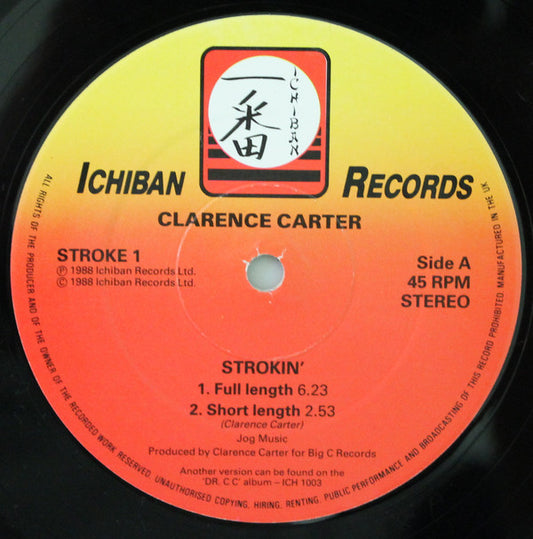 一番
ICHIBAN
ICHIBAN RECORDS
CLARENCE CARTER
STROKE 1
℗ 1988 Ichiban Records Ltd.
© 1988 Ichiban Records Ltd.
Side A
45 RPM
STEREO
STROKIN'
1. Full length 6.23
2. Short length 2.53
(Clarence Carter)
Jog Music
Produced by Clarence Carter for Big C Records
Another version can be found on the
'DR. C C' album – ICH 1003
ALL RIGHTS OF THE PRODUCER AND OF THE OWNER OF THE RECORDED WORK RESERVED. UNAUTHORISED COPYING, HIRING, RENTING, PUBLIC PERFORMANCE AND BROADCASTING OF THIS RECORD PROHIBITED. MANUFACTURED IN THE UK